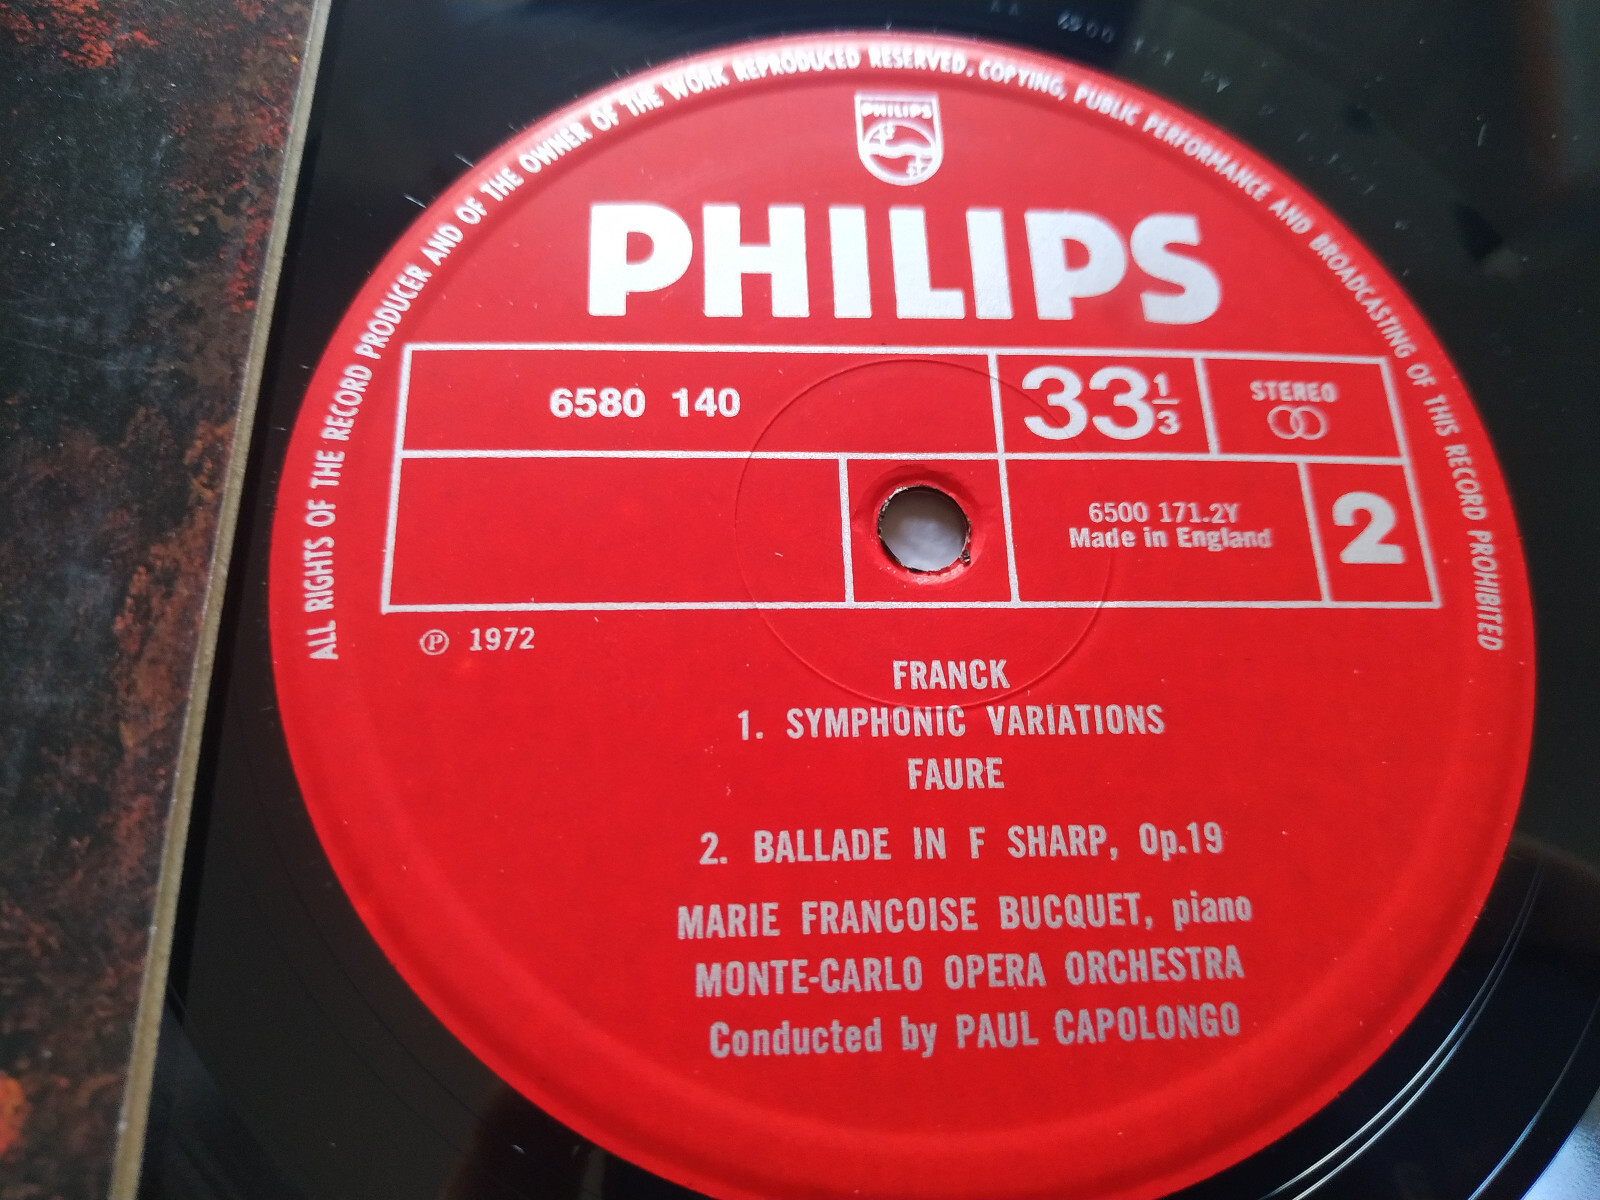 ALL RIGHTS OF THE RECORD PRODUCER AND OF THE OWNER OF THE WORK REPRODUCED RESERVED. COPYING, PUBLIC PERFORMANCE AND BROADCASTING OF THIS RECORD PROHIBITED
PHILIPS
PHILIPS
6580 140
33 1/3
STEREO
6500 171.2Y
Made in England
2
℗ 1972
FRANCK
1. SYMPHONIC VARIATIONS
FAURE
2. BALLADE IN F SHARP, Op.19
MARIE FRANCOISE BUCQUET, piano
MONTE-CARLO OPERA ORCHESTRA
Conducted by PAUL CAPOLONGO